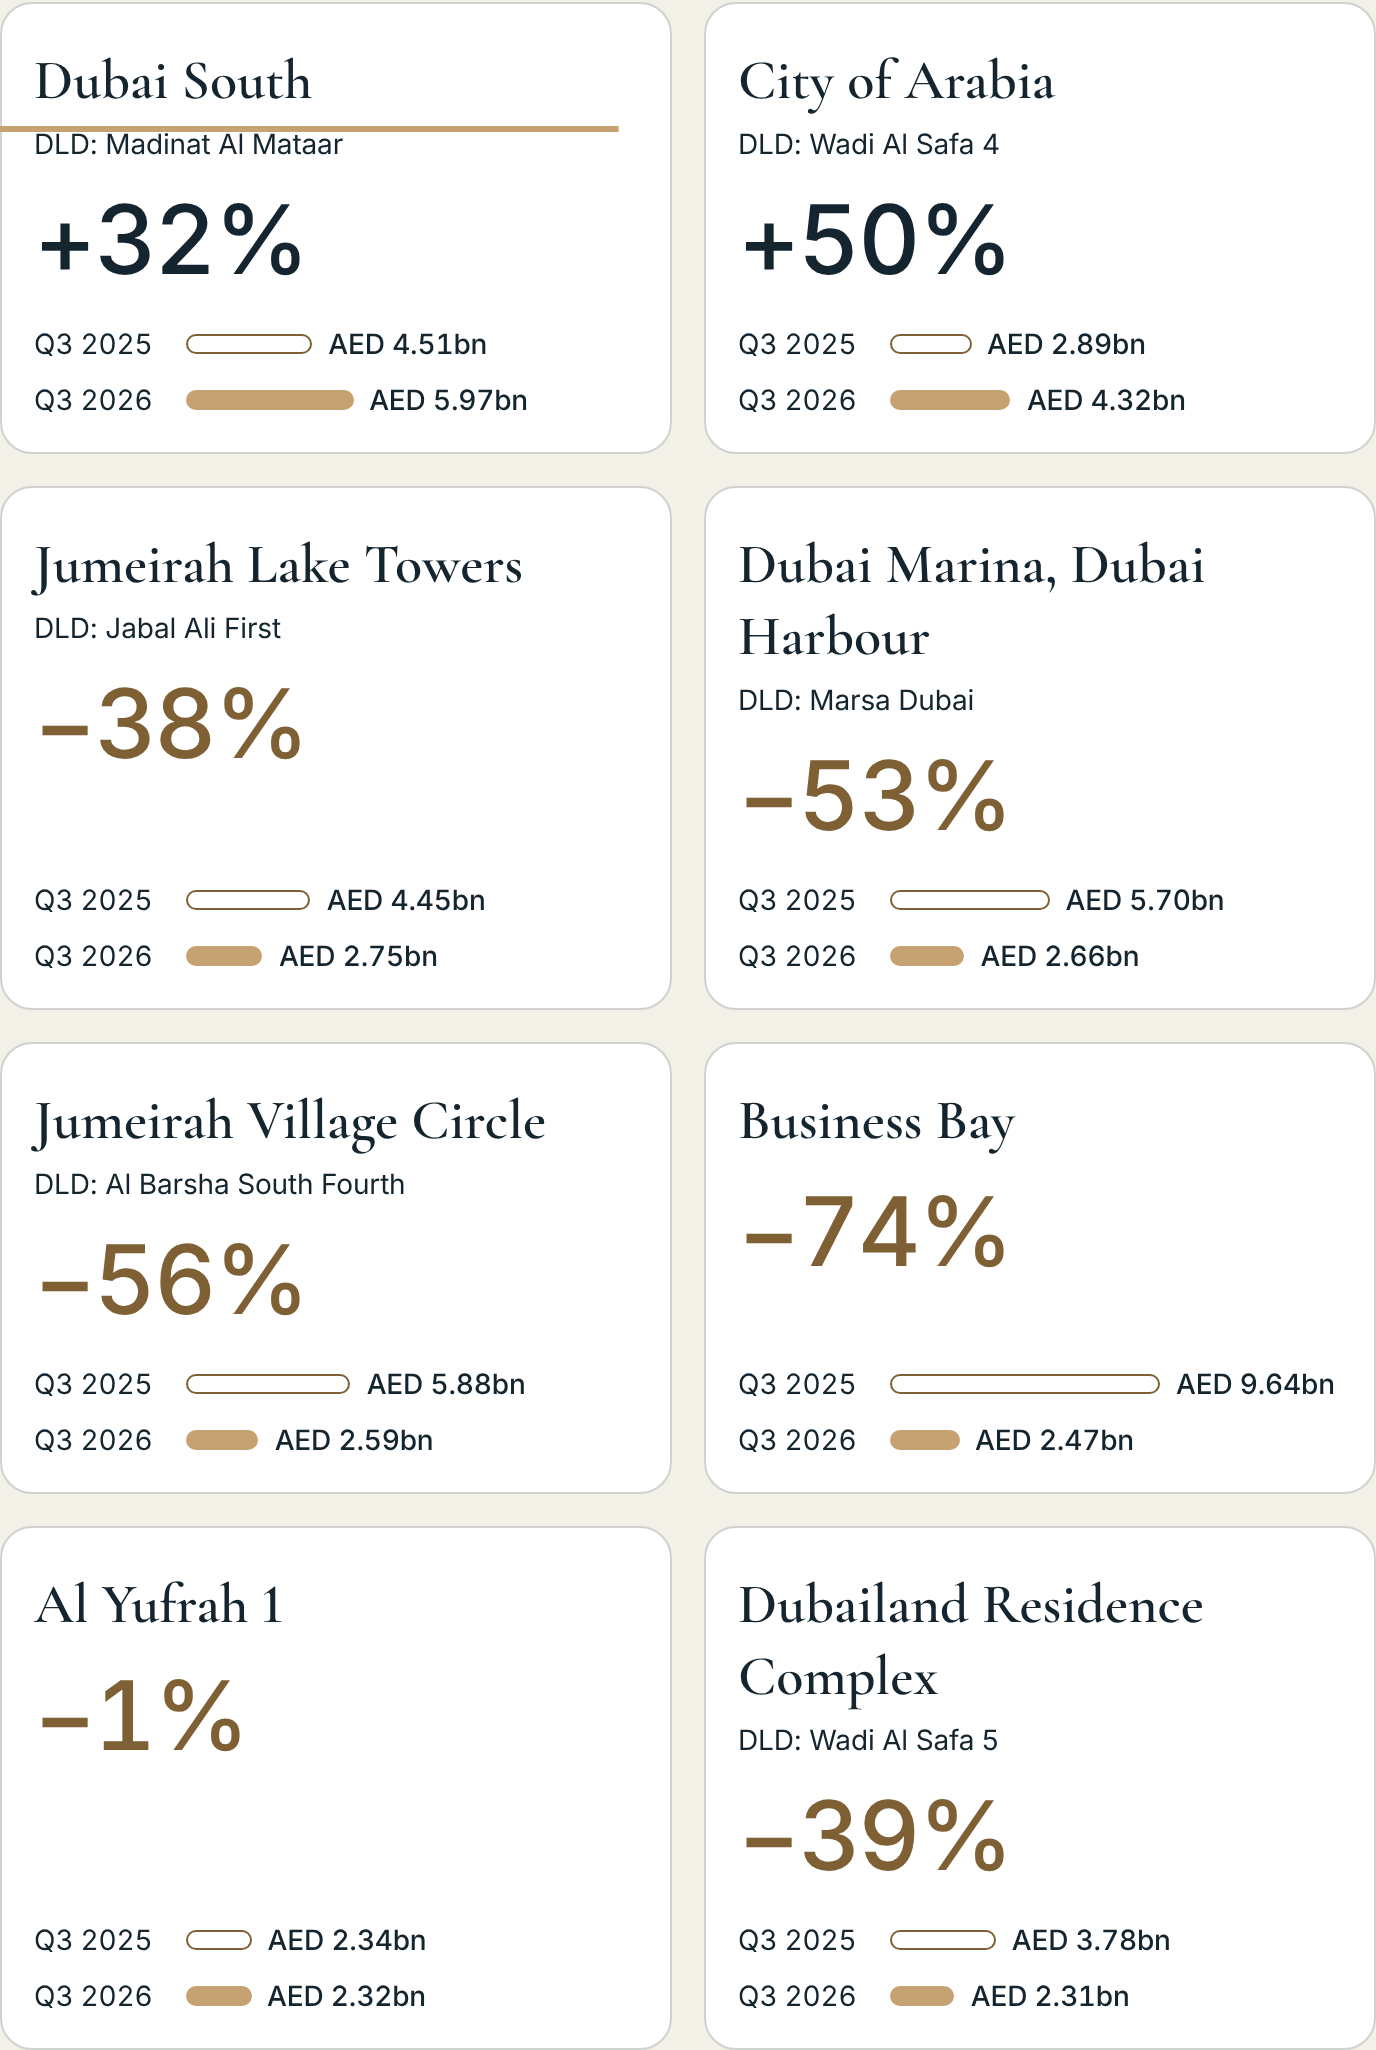 Dubai South
DLD: Madinat Al Mataar
+32%
Q3 2025 AED 4.51bn
Q3 2026 AED 5.97bn
City of Arabia
DLD: Wadi Al Safa 4
+50%
Q3 2025 AED 2.89bn
Q3 2026 AED 4.32bn
Jumeirah Lake Towers
DLD: Jabal Ali First
−38%
Q3 2025 AED 4.45bn
Q3 2026 AED 2.75bn
Dubai Marina, Dubai
Harbour
DLD: Marsa Dubai
−53%
Q3 2025 AED 5.70bn
Q3 2026 AED 2.66bn
Jumeirah Village Circle
DLD: Al Barsha South Fourth
−56%
Q3 2025 AED 5.88bn
Q3 2026 AED 2.59bn
Business Bay
−74%
Q3 2025 AED 9.64bn
Q3 2026 AED 2.47bn
Al Yufrah 1
−1%
Q3 2025 AED 2.34bn
Q3 2026 AED 2.32bn
Dubailand Residence
Complex
DLD: Wadi Al Safa 5
−39%
Q3 2025 AED 3.78bn
Q3 2026 AED 2.31bn